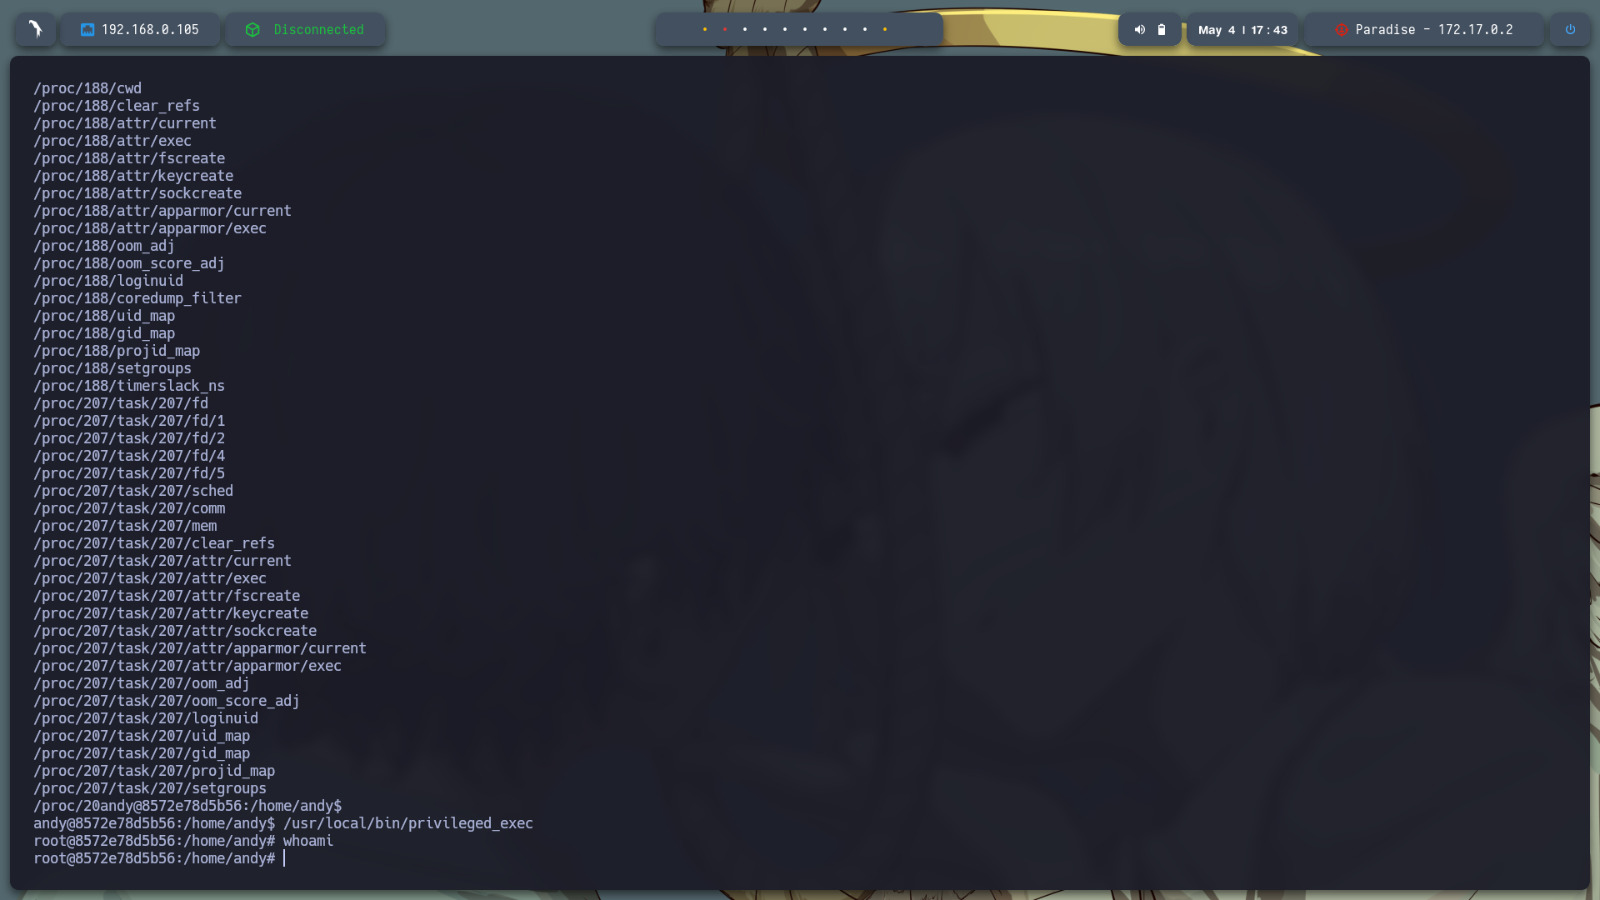 192.168.0.105
Disconnected
May 4 | 17:43
Paradise - 172.17.0.2
/proc/188/cwd
/proc/188/clear_refs
/proc/188/attr/current
/proc/188/attr/exec
/proc/188/attr/fscreate
/proc/188/attr/keycreate
/proc/188/attr/sockcreate
/proc/188/attr/apparmor/current
/proc/188/attr/apparmor/exec
/proc/188/oom_adj
/proc/188/oom_score_adj
/proc/188/loginuid
/proc/188/coredump_filter
/proc/188/uid_map
/proc/188/gid_map
/proc/188/projid_map
/proc/188/setgroups
/proc/188/timerslack_ns
/proc/207/task/207/fd
/proc/207/task/207/fd/1
/proc/207/task/207/fd/2
/proc/207/task/207/fd/4
/proc/207/task/207/fd/5
/proc/207/task/207/sched
/proc/207/task/207/comm
/proc/207/task/207/mem
/proc/207/task/207/clear_refs
/proc/207/task/207/attr/current
/proc/207/task/207/attr/exec
/proc/207/task/207/attr/fscreate
/proc/207/task/207/attr/keycreate
/proc/207/task/207/attr/sockcreate
/proc/207/task/207/attr/apparmor/current
/proc/207/task/207/attr/apparmor/exec
/proc/207/task/207/oom_adj
/proc/207/task/207/oom_score_adj
/proc/207/task/207/loginuid
/proc/207/task/207/uid_map
/proc/207/task/207/gid_map
/proc/207/task/207/projid_map
/proc/207/task/207/setgroups
/proc/20andy@8572e78d5b56:/home/andy$
andy@8572e78d5b56:/home/andy$ /usr/local/bin/privileged_exec
root@8572e78d5b56:/home/andy# whoami
root@8572e78d5b56:/home/andy#